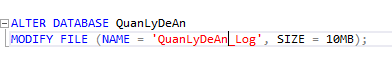 ALTER DATABASE QuanLyDeAn
MODIFY FILE (NAME = 'QuanLyDeAn_Log', SIZE = 10MB);